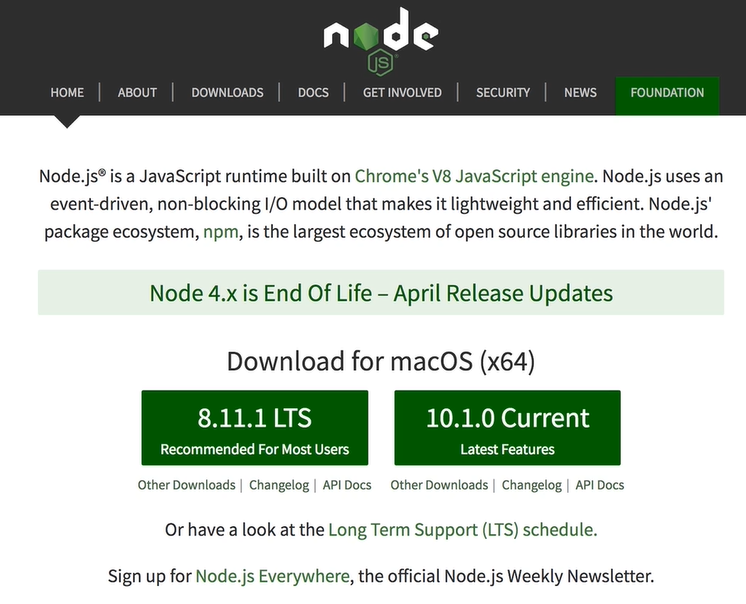 node
JS
HOME | ABOUT | DOWNLOADS | DOCS | GET INVOLVED | SECURITY | NEWS FOUNDATION
Node.js® is a JavaScript runtime built on Chrome's V8 JavaScript engine. Node.js uses an
event-driven, non-blocking I/O model that makes it lightweight and efficient. Node.js'
package ecosystem, npm, is the largest ecosystem of open source libraries in the world.
Node 4.x is End Of Life – April Release Updates
Download for macOS (x64)
8.11.1 LTS
Recommended For Most Users
10.1.0 Current
Latest Features
Other Downloads | Changelog | API Docs
Other Downloads | Changelog | API Docs
Or have a look at the Long Term Support (LTS) schedule.
Sign up for Node.js Everywhere, the official Node.js Weekly Newsletter.